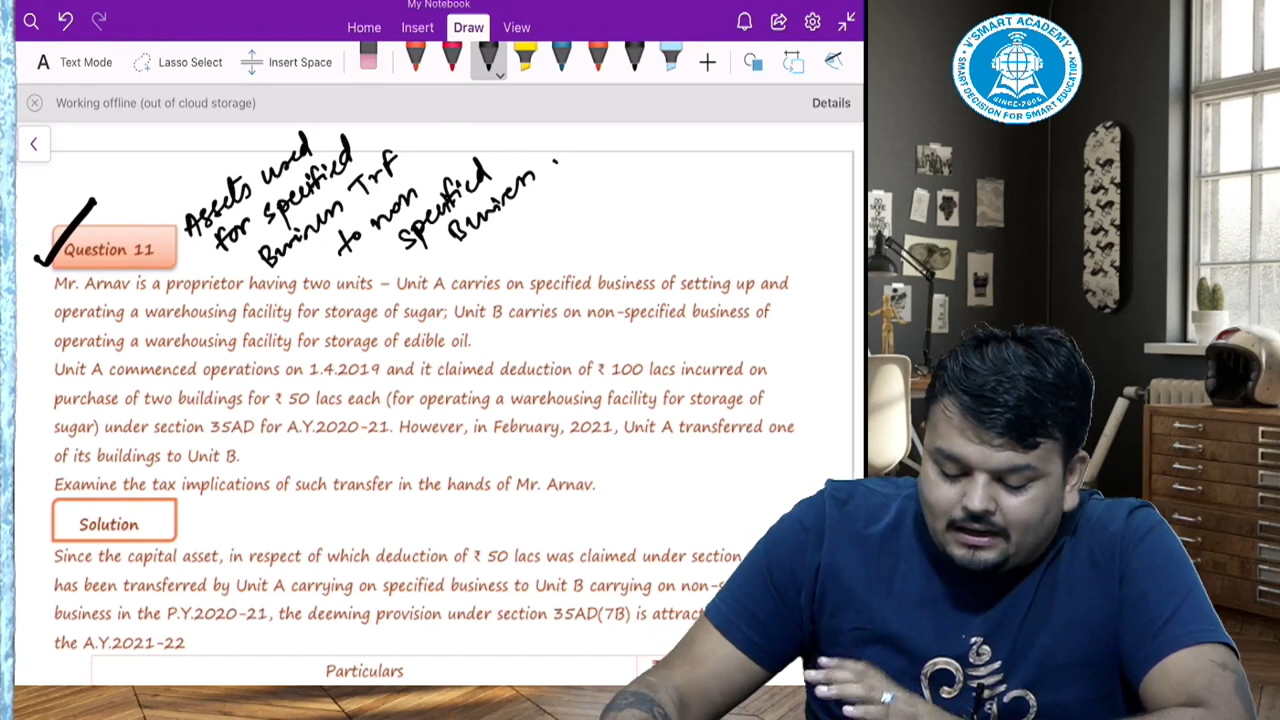 My Notebook
Home Insert Draw View
Text Mode Lasso Select Insert Space
Working offline (out of cloud storage) Details
Assets used
for specified
Business Trf
to non
specified
Business.
Question 11
Mr. Arnav is a proprietor having two units – Unit A carries on specified business of setting up and
operating a warehousing facility for storage of sugar; Unit B carries on non-specified business of
operating a warehousing facility for storage of edible oil.
Unit A commenced operations on 1.4.2019 and it claimed deduction of ₹ 100 lacs incurred on
purchase of two buildings for ₹ 50 lacs each (for operating a warehousing facility for storage of
sugar) under section 35AD for A.Y.2020-21. However, in February, 2021, Unit A transferred one
of its buildings to Unit B.
Examine the tax implications of such transfer in the hands of Mr. Arnav.
Solution
Since the capital asset, in respect of which deduction of ₹ 50 lacs was claimed under section
has been transferred by Unit A carrying on specified business to Unit B carrying on non-s
business in the P.Y.2020-21, the deeming provision under section 35AD(7B) is attract
the A.Y.2021-22
Particulars
V'SMART ACADEMY
SMART DECISION FOR SMART EDUCATION